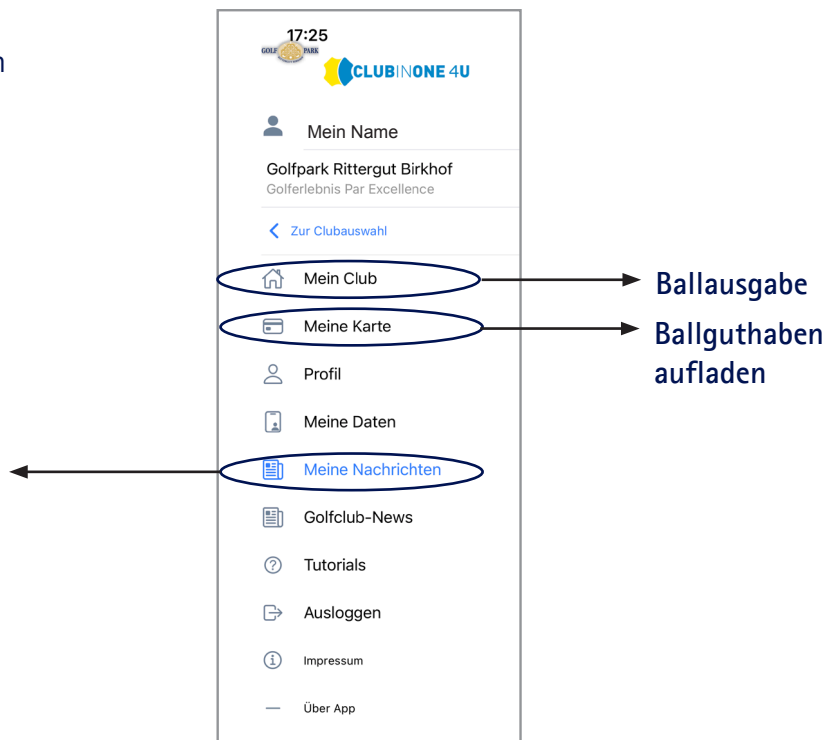 n
17:25
GOLF PARK
CLUBINONE 4U
Mein Name
Golfpark Rittergut Birkhof
Golferlebnis Par Excellence
Zur Clubauswahl
Mein Club
Ballausgabe
Meine Karte
Ballguthaben
aufladen
Profil
Meine Daten
Meine Nachrichten
Golfclub-News
Tutorials
Ausloggen
Impressum
Über App